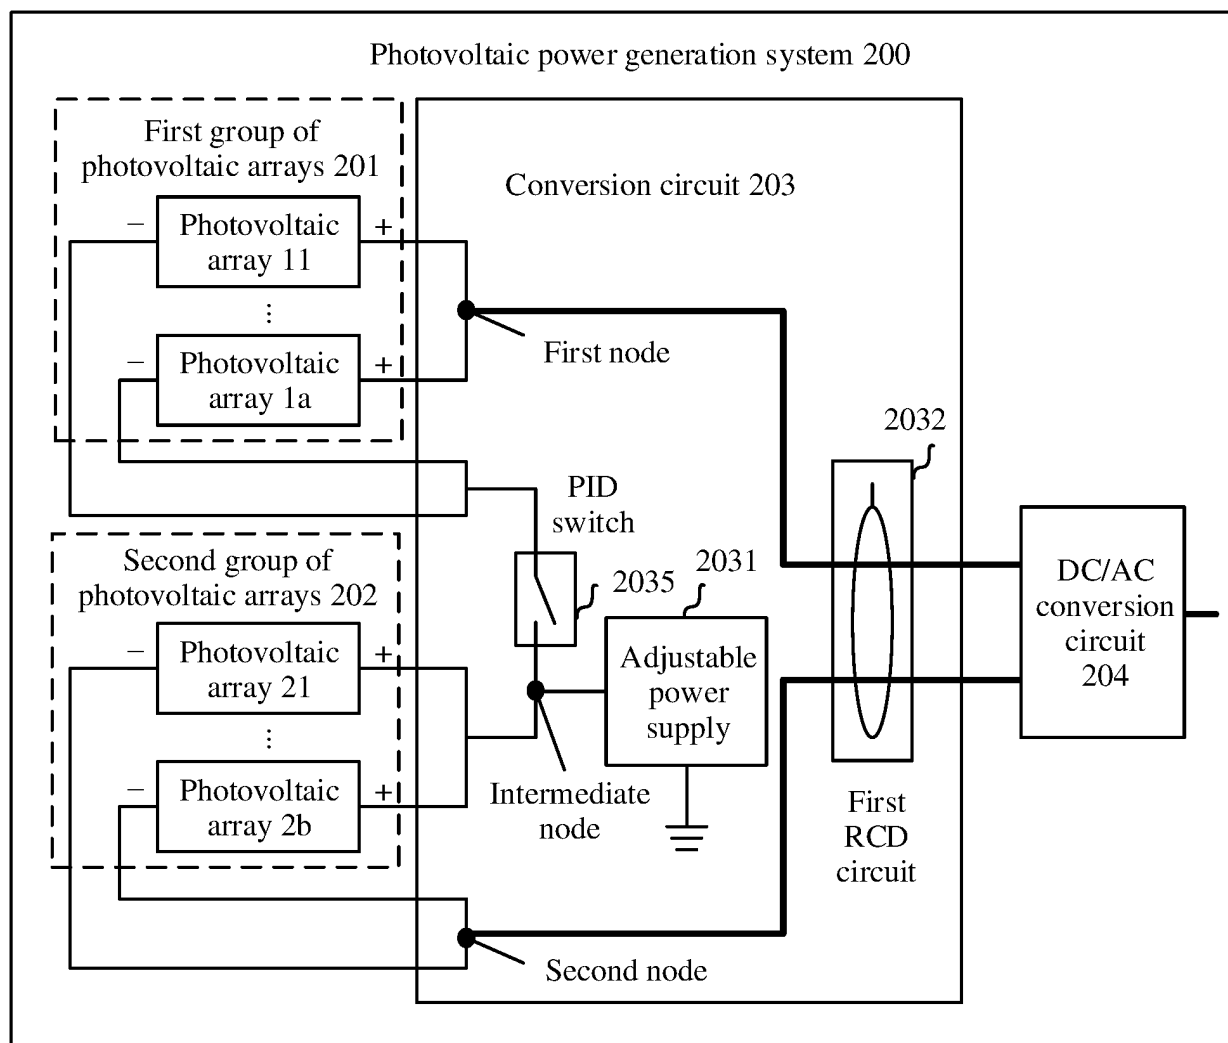 Photovoltaic power generation system 200
First group of
photovoltaic arrays 201
Conversion circuit 203
−
Photovoltaic
array 11
+
⋮
−
Photovoltaic
array 1a
+
First node
2032
PID
switch
Second group of
photovoltaic arrays 202
2035
2031
DC/AC
conversion
circuit
204
−
Photovoltaic
array 21
+
Adjustable
power
supply
⋮
−
Photovoltaic
array 2b
+
Intermediate
node
First
RCD
circuit
Second node